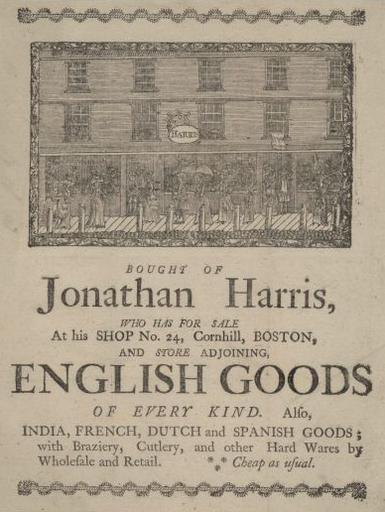 HARRIS
BOUGHT OF
Jonathan Harris,
WHO HAS FOR SALE
At his SHOP No. 24, Cornhill, BOSTON,
AND STORE ADJOINING,
ENGLISH GOODS
OF EVERY KIND. Alſo,
INDIA, FRENCH, DUTCH and SPANISH GOODS;
with Braziery, Cutlery, and other Hard Wares by
Wholeſale and Retail. *⁎* Cheap as uſual.